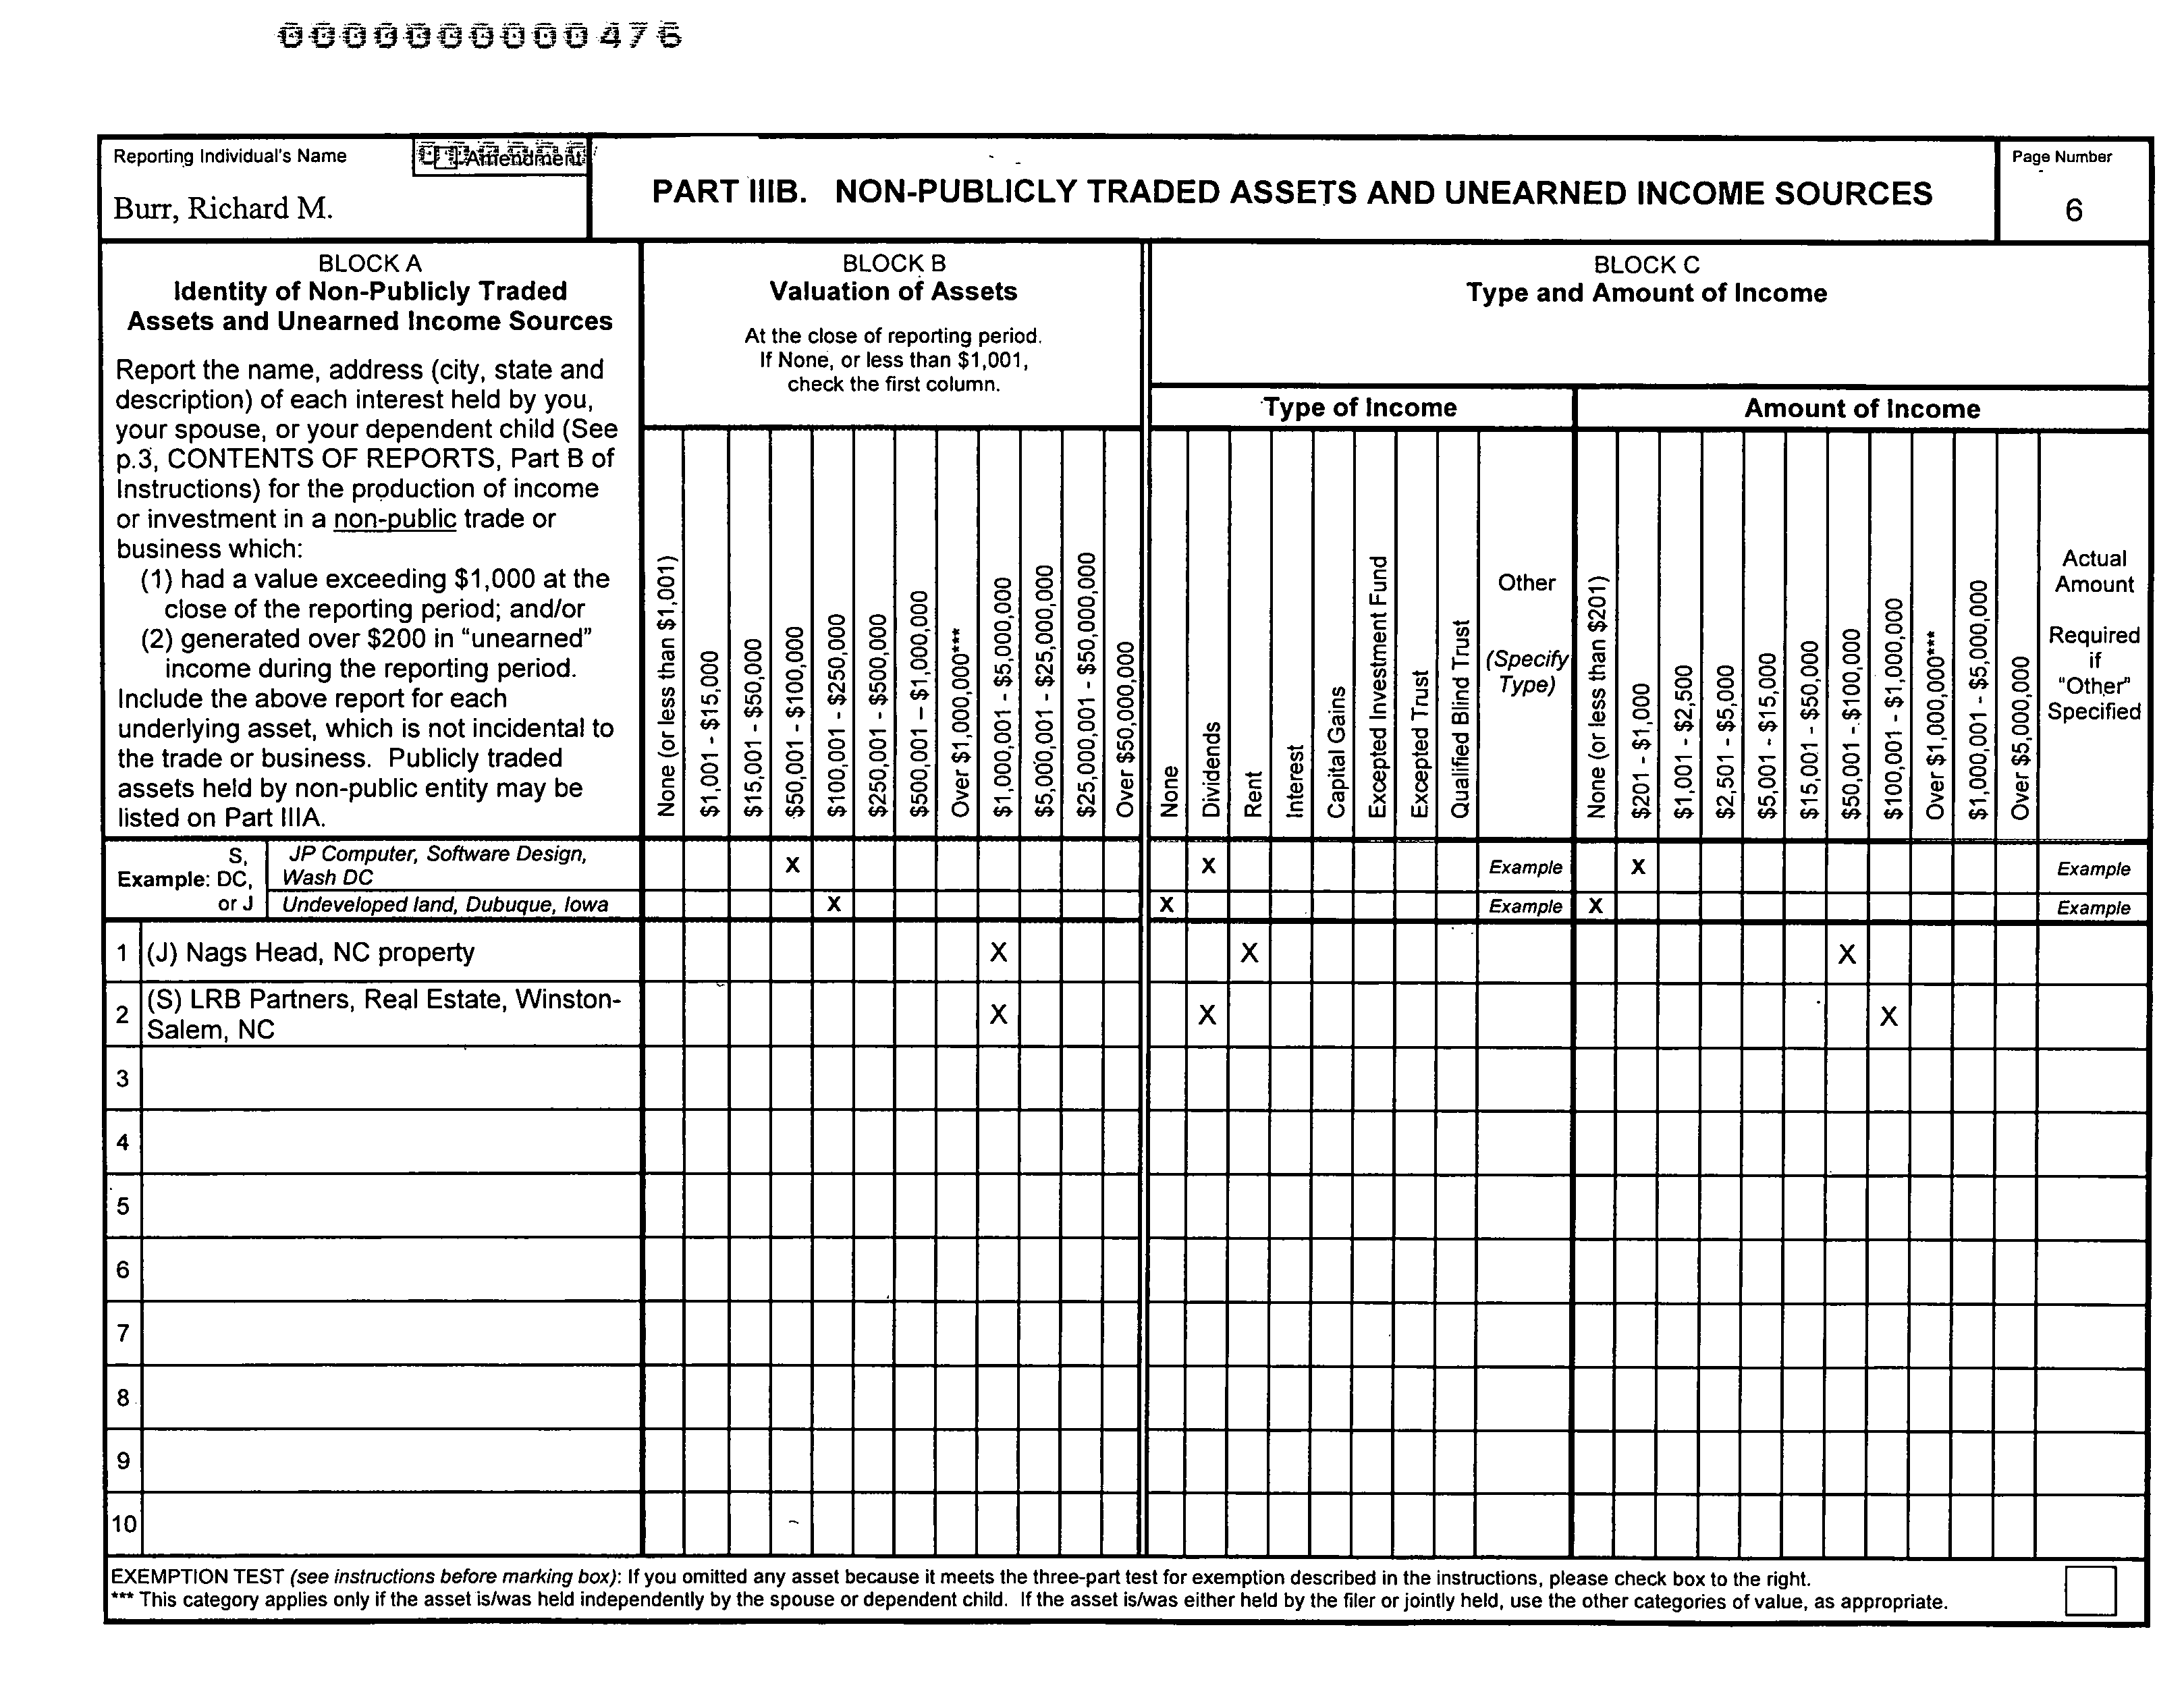 0000000000476
Reporting Individual's Name
Amendment
Burr, Richard M.
PART IIIB. NON-PUBLICLY TRADED ASSETS AND UNEARNED INCOME SOURCES
Page Number
6
BLOCK A
Identity of Non-Publicly Traded
Assets and Unearned Income Sources
Report the name, address (city, state and
description) of each interest held by you,
your spouse, or your dependent child (See
p.3, CONTENTS OF REPORTS, Part B of
Instructions) for the production of income
or investment in a non-public trade or
business which:
(1) had a value exceeding $1,000 at the
close of the reporting period; and/or
(2) generated over $200 in “unearned”
income during the reporting period.
Include the above report for each
underlying asset, which is not incidental to
the trade or business. Publicly traded
assets held by non-public entity may be
listed on Part IIIA.
BLOCK B
Valuation of Assets
At the close of reporting period.
If None, or less than $1,001,
check the first column.
None (or less than $1,001)
$1,001 - $15,000
$15,001 - $50,000
$50,001 - $100,000
$100,001 - $250,000
$250,001 - $500,000
$500,001 – $1,000,000
Over $1,000,000***
$1,000,001 - $5,000,000
$5,000,001 - $25,000,000
$25,000,001 - $50,000,000
Over $50,000,000
BLOCK C
Type and Amount of Income
Type of Income
None
Dividends
Rent
Interest
Capital Gains
Excepted Investment Fund
Excepted Trust
Qualified Blind Trust
Other
(Specify
Type)
Amount of Income
None (or less than $201)
$201 - $1,000
$1,001 - $2,500
$2,501 - $5,000
$5,001 - $15,000
$15,001 - $50,000
$50,001 - $100,000
$100,001 - $1,000,000
Over $1,000,000***
$1,000,001 - $5,000,000
Over $5,000,000
Actual
Amount
Required
if
"Other"
Specified
Example: S, DC, or J
JP Computer, Software Design,
Wash DC
X X Example X Example
Undeveloped land, Dubuque, Iowa X X Example X Example
1 (J) Nags Head, NC property X X X
2 (S) LRB Partners, Real Estate, Winston-
Salem, NC X X X
3
4
5
6
7
8
9
10
EXEMPTION TEST (see instructions before marking box): If you omitted any asset because it meets the three-part test for exemption described in the instructions, please check box to the right.
*** This category applies only if the asset is/was held independently by the spouse or dependent child. If the asset is/was either held by the filer or jointly held, use the other categories of value, as appropriate.